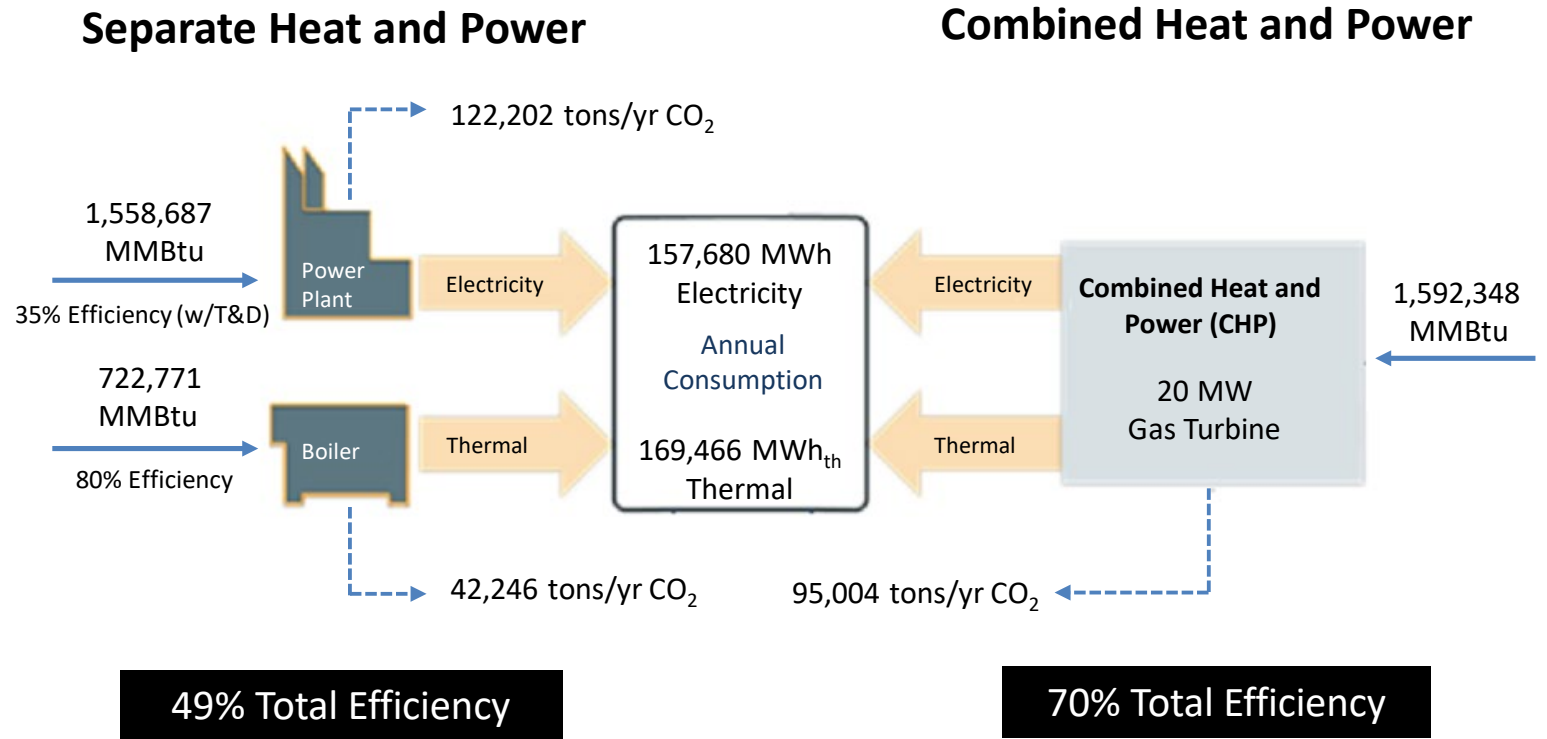 Separate Heat and Power
Combined Heat and Power
122,202 tons/yr CO₂
1,558,687
MMBtu
35% Efficiency (w/T&D)
Power
Plant
Electricity
722,771
MMBtu
80% Efficiency
Boiler
Thermal
42,246 tons/yr CO₂
157,680 MWh
Electricity
Annual
Consumption
169,466 MWhₜₕ
Thermal
Electricity
Thermal
Combined Heat and
Power (CHP)
20 MW
Gas Turbine
1,592,348
MMBtu
95,004 tons/yr CO₂
49% Total Efficiency
70% Total Efficiency